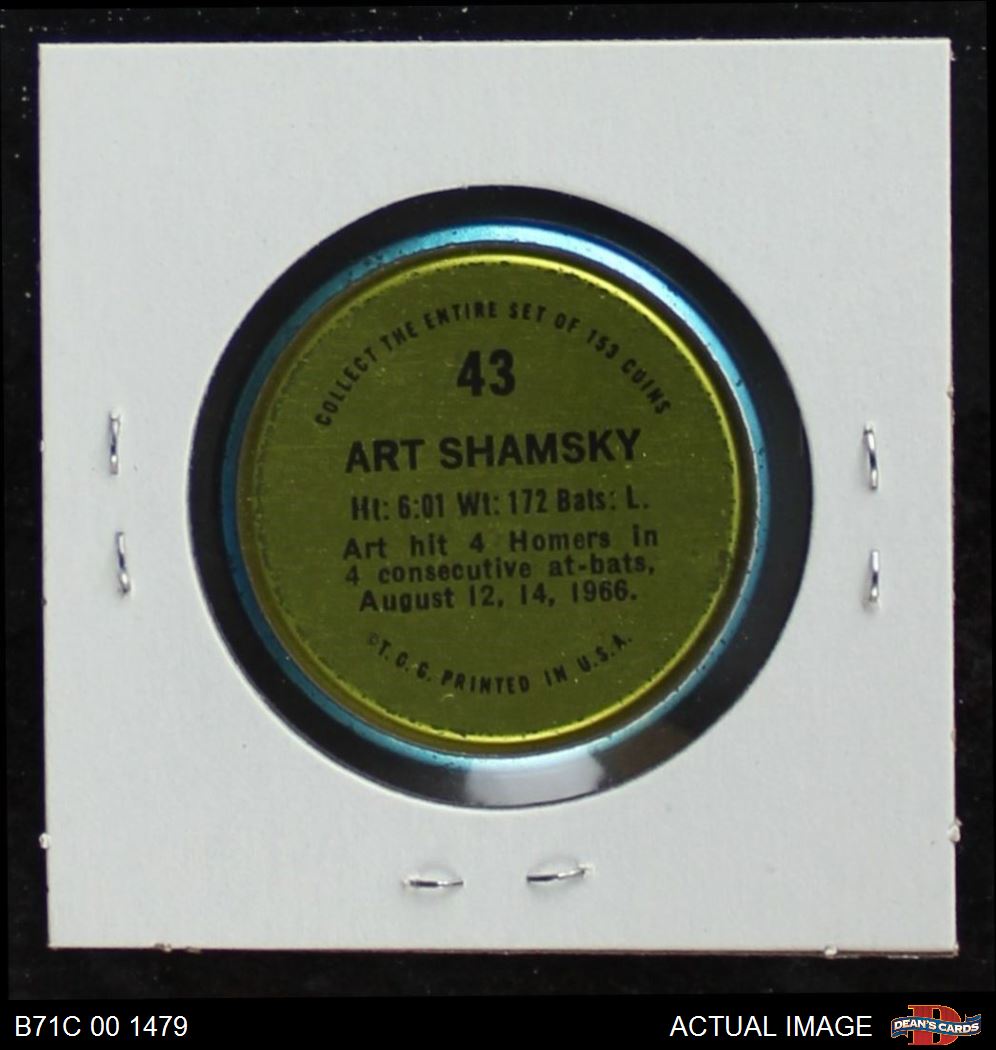 COLLECT THE ENTIRE SET OF 153 COINS
43
ART SHAMSKY
Ht: 6:01 Wt: 172 Bats: L.
Art hit 4 Homers in
4 consecutive at-bats,
August 12, 14, 1966.
©T. C. G. PRINTED IN U.S.A.
B71C 00 1479
ACTUAL IMAGE
D
DEAN'S CARDS